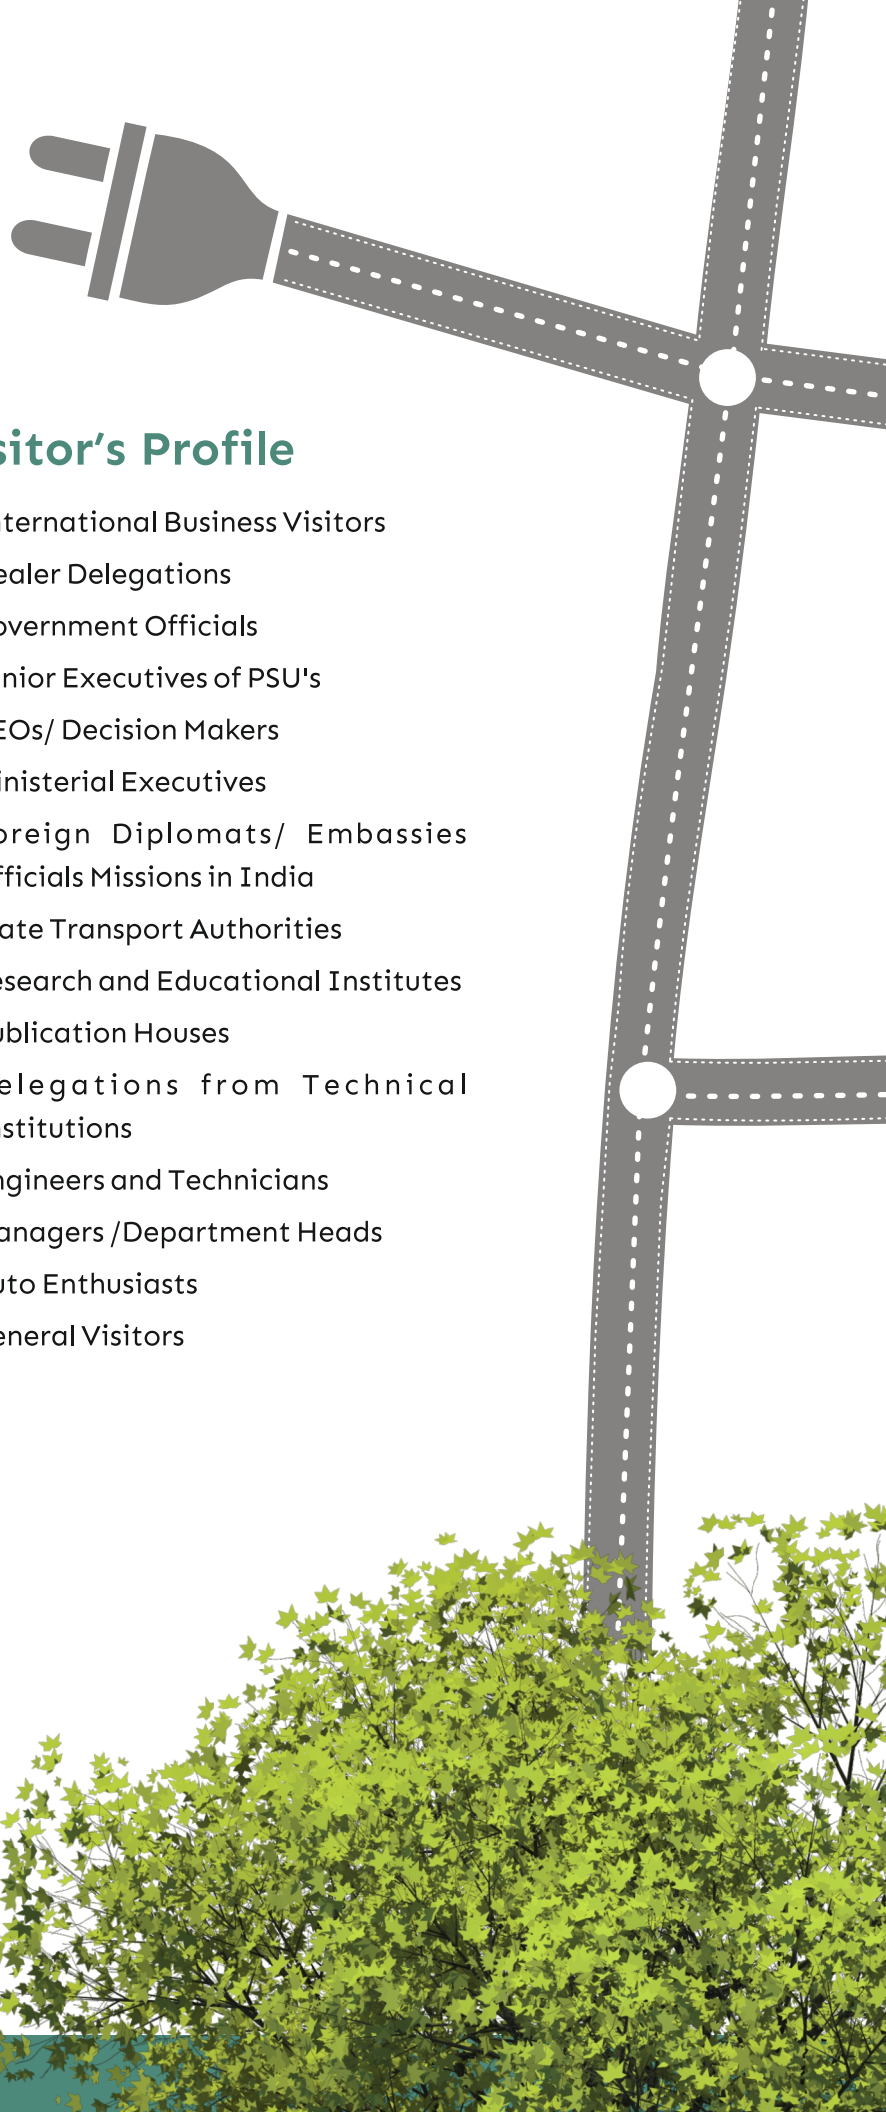 sitor’s Profile
nternational Business Visitors
ealer Delegations
overnment Officials
nior Executives of PSU's
EOs/ Decision Makers
inisterial Executives
oreign Diplomats/ Embassies
fficials Missions in India
ate Transport Authorities
esearch and Educational Institutes
ublication Houses
elegations from Technical
nstitutions
ngineers and Technicians
anagers /Department Heads
uto Enthusiasts
eneral Visitors